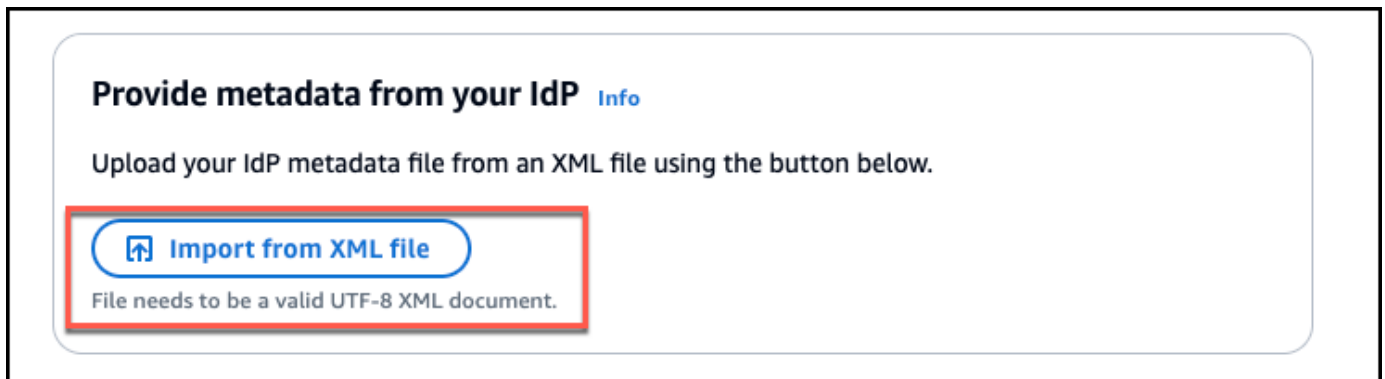 Provide metadata from your IdP Info
Upload your IdP metadata file from an XML file using the button below.
Import from XML file
File needs to be a valid UTF-8 XML document.